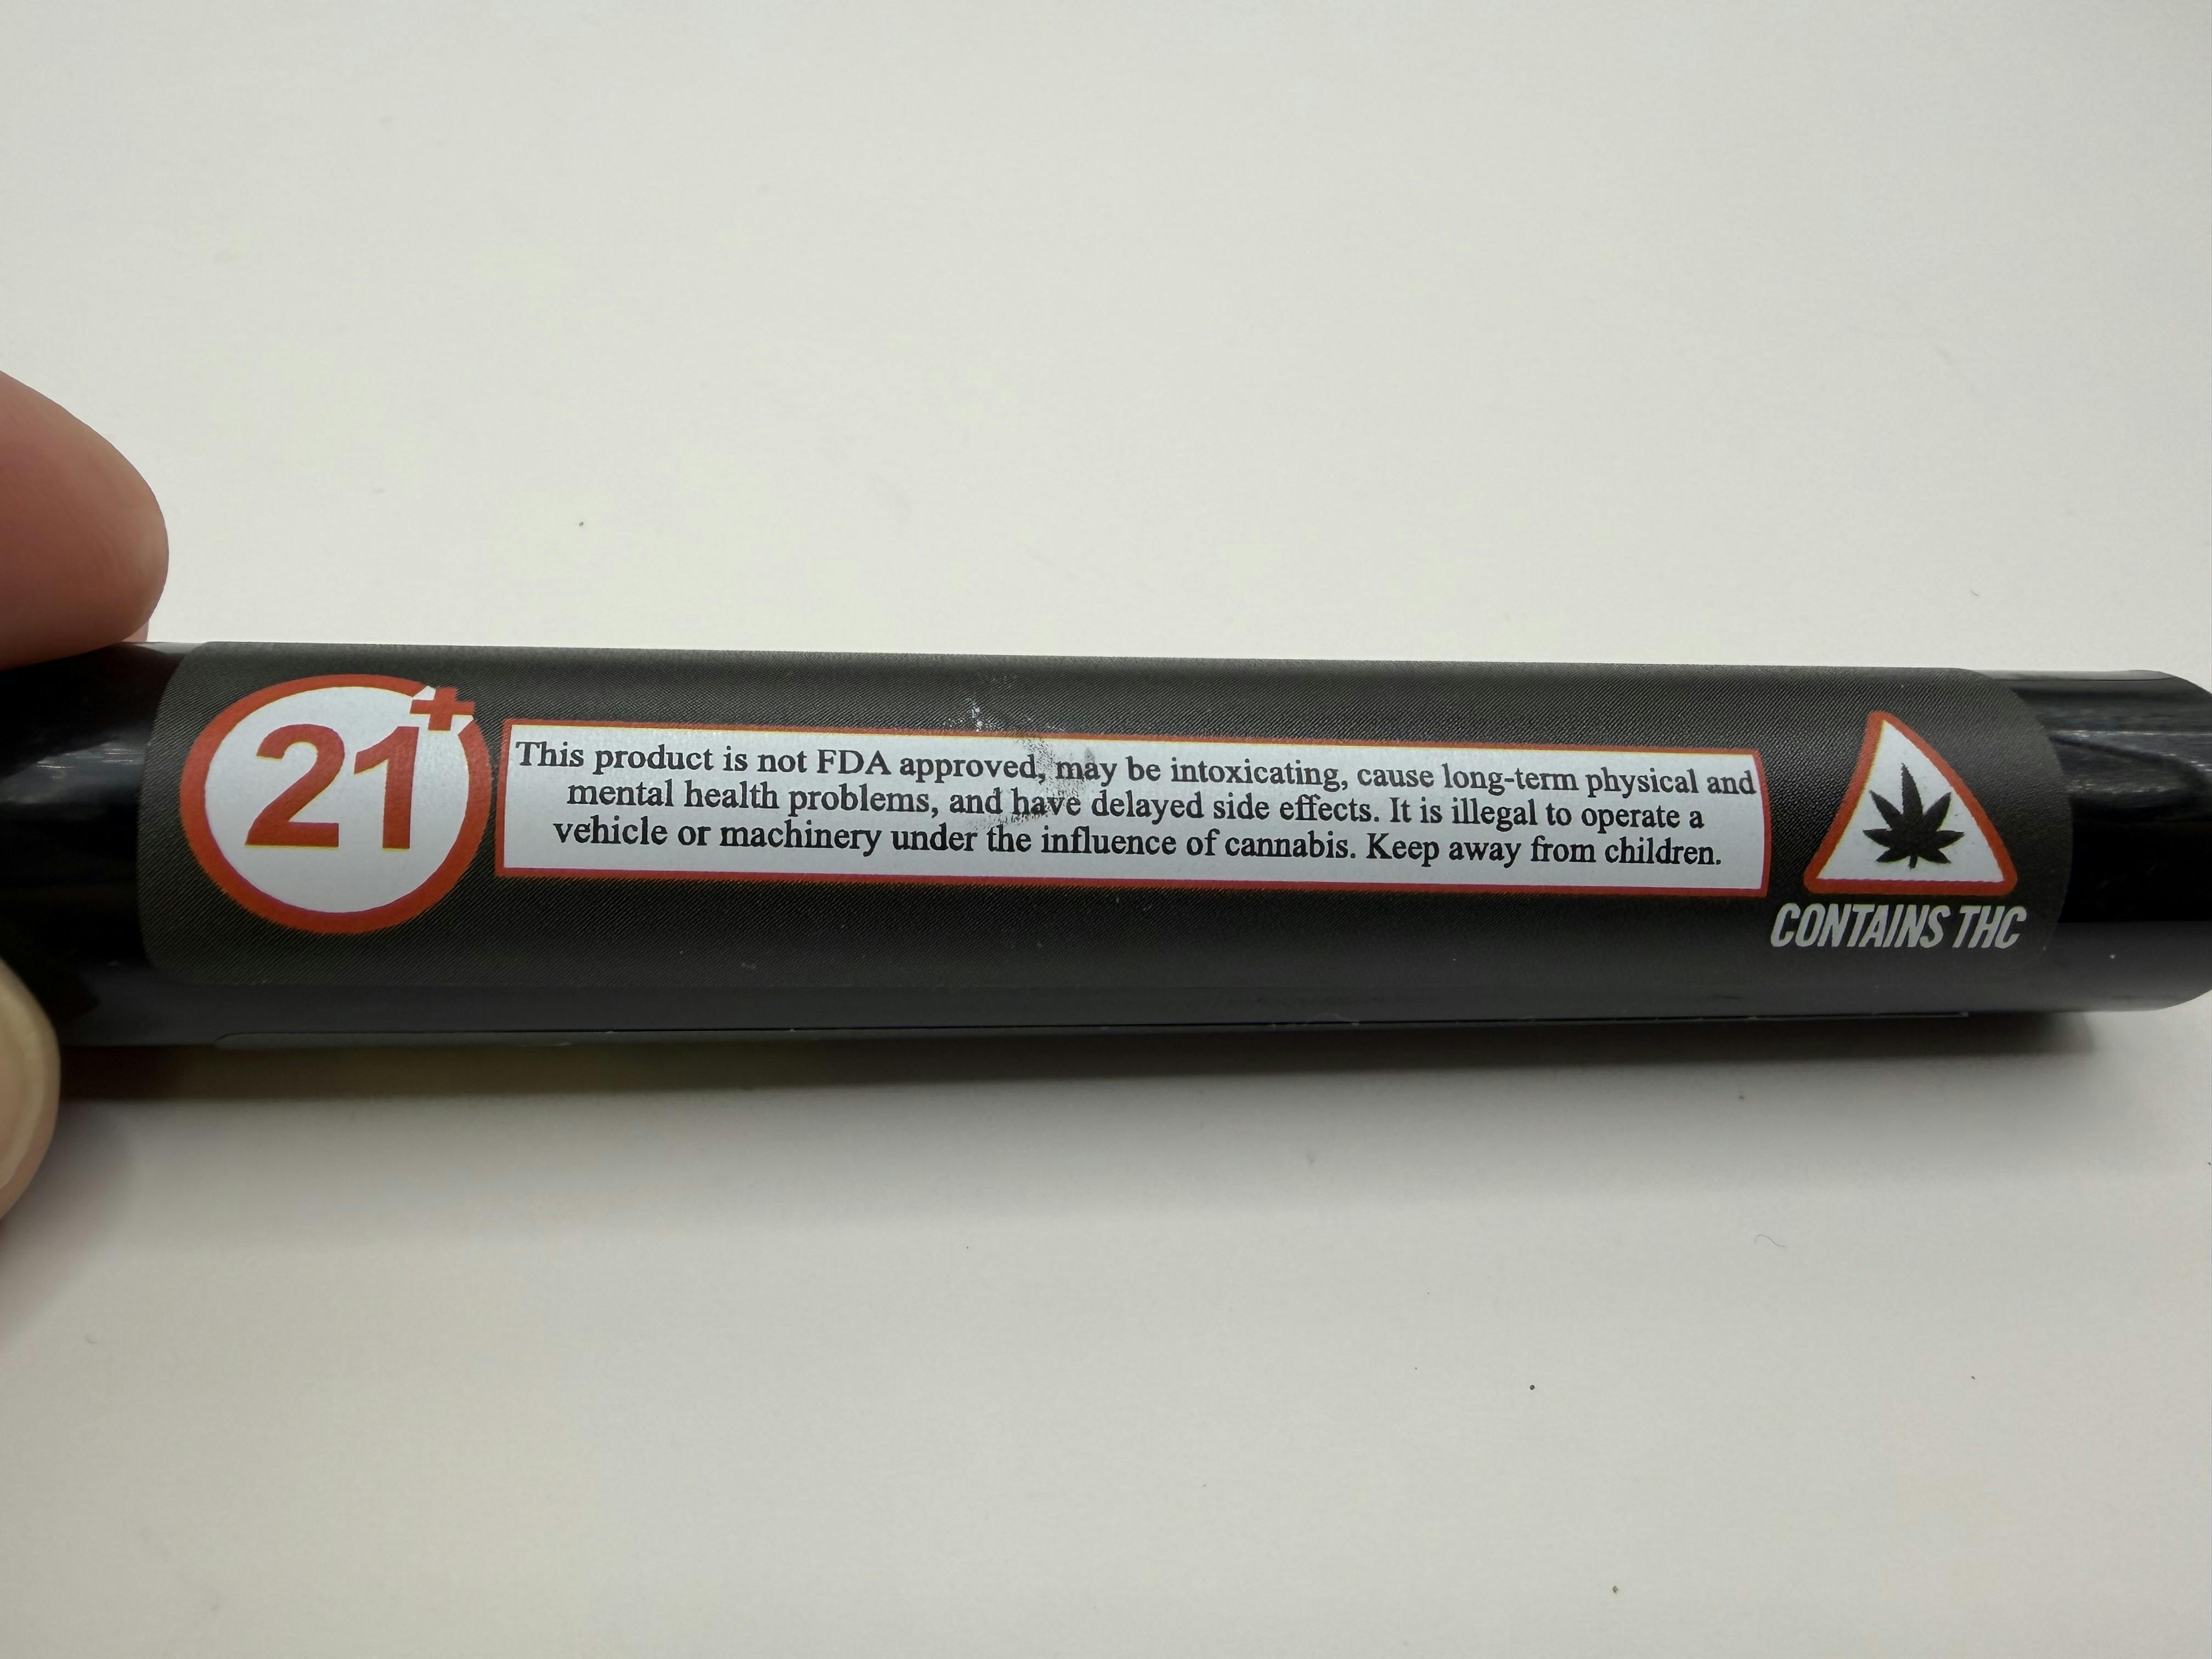 21+
This product is not FDA approved, may be intoxicating, cause long-term physical and
mental health problems, and have delayed side effects. It is illegal to operate a
vehicle or machinery under the influence of cannabis. Keep away from children.
CONTAINS THC